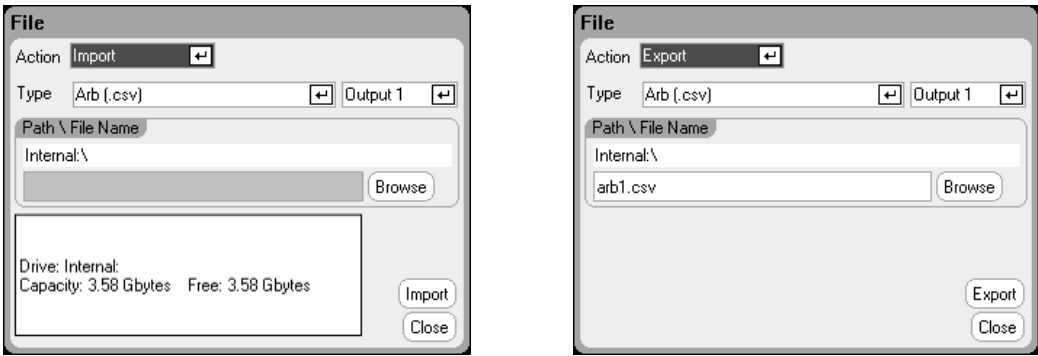 File
Action Import
Type Arb (.csv) Output 1
Path \ File Name
Internal:\
Browse
Drive: Internal:
Capacity: 3.58 Gbytes Free: 3.58 Gbytes
Import
Close
File
Action Export
Type Arb (.csv) Output 1
Path \ File Name
Internal:\
arb1.csv Browse
Export
Close